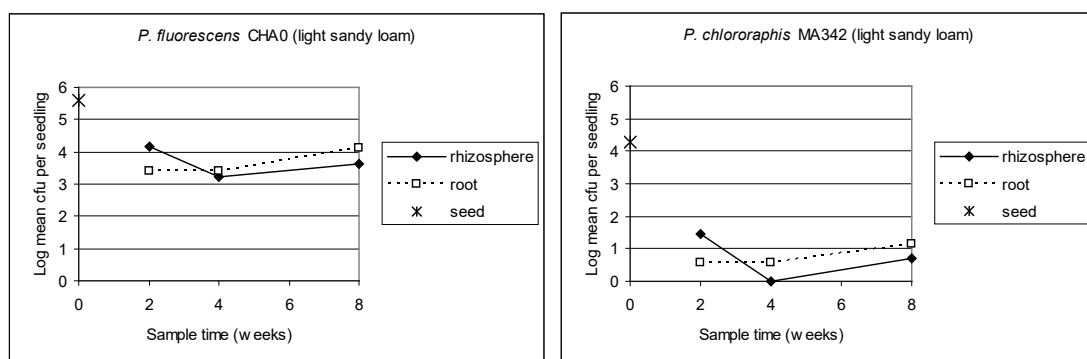 P. fluorescens CHA0 (light sandy loam)
Log mean cfu per seedling
6
5
4
3
2
1
0
0 2 4 6 8
Sample time (weeks)
rhizosphere
root
seed
P. chlororaphis MA342 (light sandy loam)
Log mean cfu per seedling
6
5
4
3
2
1
0
0 2 4 6 8
Sample time (weeks)
rhizosphere
root
seed